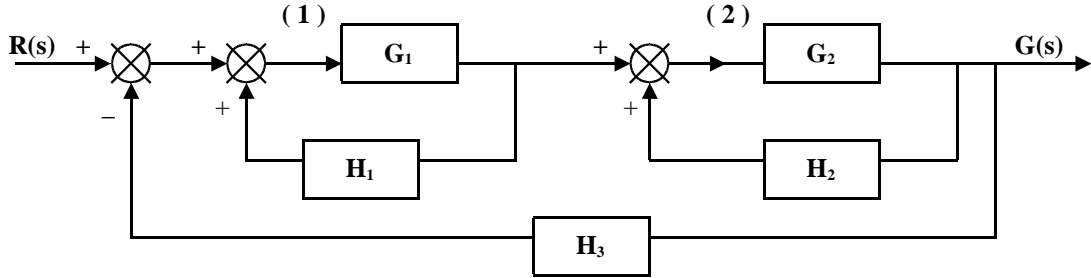 ( 1 ) ( 2 )
R(s) + + G₁ + G₂ G(s)
− + +
H₁ H₂
H₃